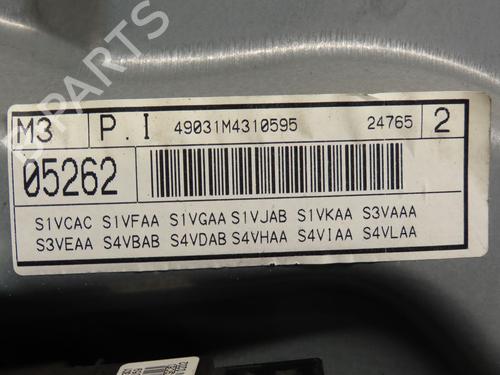 B-PARTS
M3 P.I 49031M4310595 24765 2
05262
S1VCAC S1VFAA S1VGAA S1VJAB S1VKAA S3VAAA
S3VEAA S4VBAB S4VDAB S4VHAA S4VIAA S4VLAA